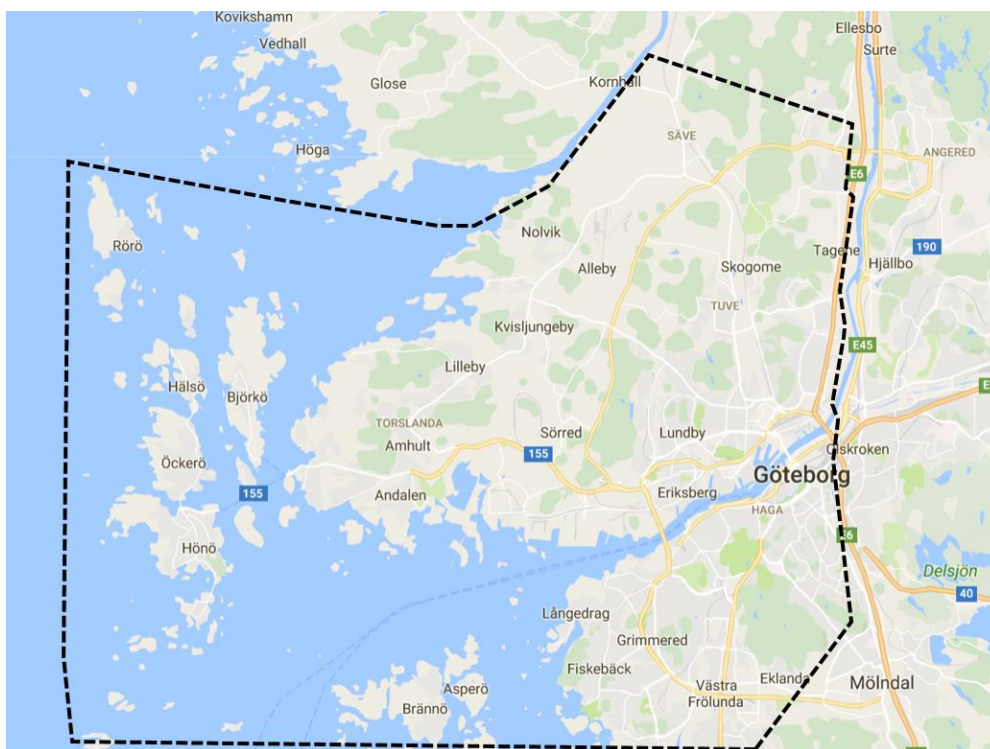 Kovikshamn
Vedhall
Ellesbo
Surte
Glose
Kornhall
SÄVE
Höga
ANGERED
E6
Nolvik
Rörö
Tagene
190
Alleby
Skogome
Hjällbo
TUVE
Kvisljungeby
E45
Lilleby
Hälsö
Björkö
E
TORSLANDA
Amhult
Sörred
Lundby
Olskroken
155
Öckerö
Göteborg
155
Andalen
Eriksberg
HAGA
E6
Hönö
Delsjön
40
Långedrag
Grimmered
Fiskebäck
Asperö
Västra
Frölunda
Eklanda
Mölndal
Brännö